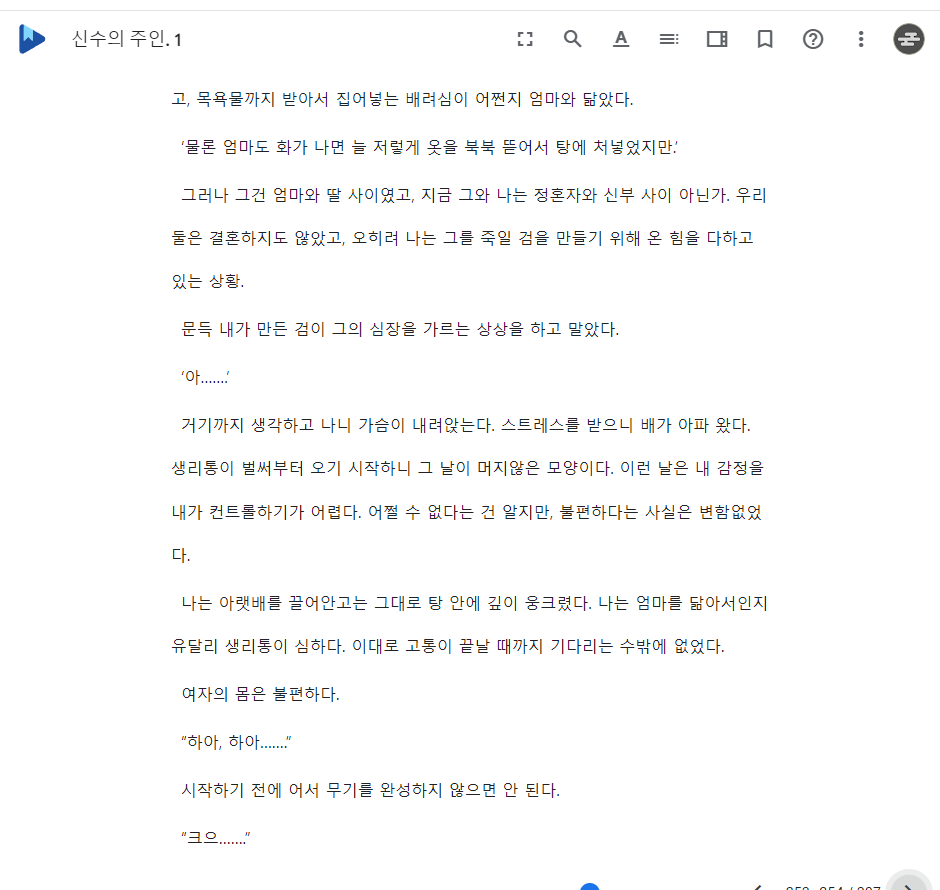 신수의 주인. 1
고, 목욕물까지 받아서 집어넣는 배려심이 어쩐지 엄마와 닮았다.
‘물론 엄마도 화가 나면 늘 저렇게 옷을 북북 뜯어서 탕에 처넣었지만.’
그러나 그건 엄마와 딸 사이였고, 지금 그와 나는 정혼자와 신부 사이 아닌가. 우리
둘은 결혼하지도 않았고, 오히려 나는 그를 죽일 검을 만들기 위해 온 힘을 다하고
있는 상황.
문득 내가 만든 검이 그의 심장을 가르는 상상을 하고 말았다.
‘아…….’
거기까지 생각하고 나니 가슴이 내려앉는다. 스트레스를 받으니 배가 아파 왔다.
생리통이 벌써부터 오기 시작하니 그 날이 머지않은 모양이다. 이런 날은 내 감정을
내가 컨트롤하기가 어렵다. 어쩔 수 없다는 건 알지만, 불편하다는 사실은 변함없었
다.
나는 아랫배를 끌어안고는 그대로 탕 안에 깊이 웅크렸다. 나는 엄마를 닮아서인지
유달리 생리통이 심하다. 이대로 고통이 끝날 때까지 기다리는 수밖에 없었다.
여자의 몸은 불편하다.
“하아, 하아…….”
시작하기 전에 어서 무기를 완성하지 않으면 안 된다.
“크으…….”